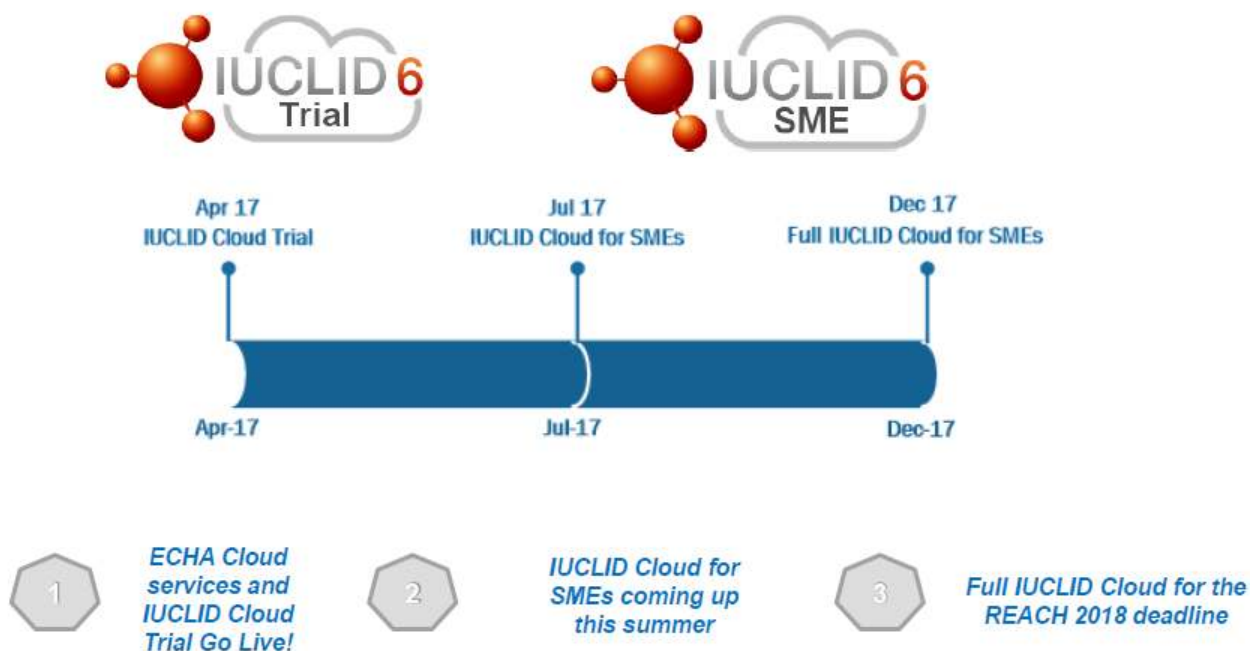 IUCLID 6
Trial
IUCLID 6
SME
Apr 17
IUCLID Cloud Trial
Jul 17
IUCLID Cloud for SMEs
Dec 17
Full IUCLID Cloud for SMEs
Apr-17
Jul-17
Dec-17
1
ECHA Cloud
services and
IUCLID Cloud
Trial Go Live!
2
IUCLID Cloud for
SMEs coming up
this summer
3
Full IUCLID Cloud for the
REACH 2018 deadline